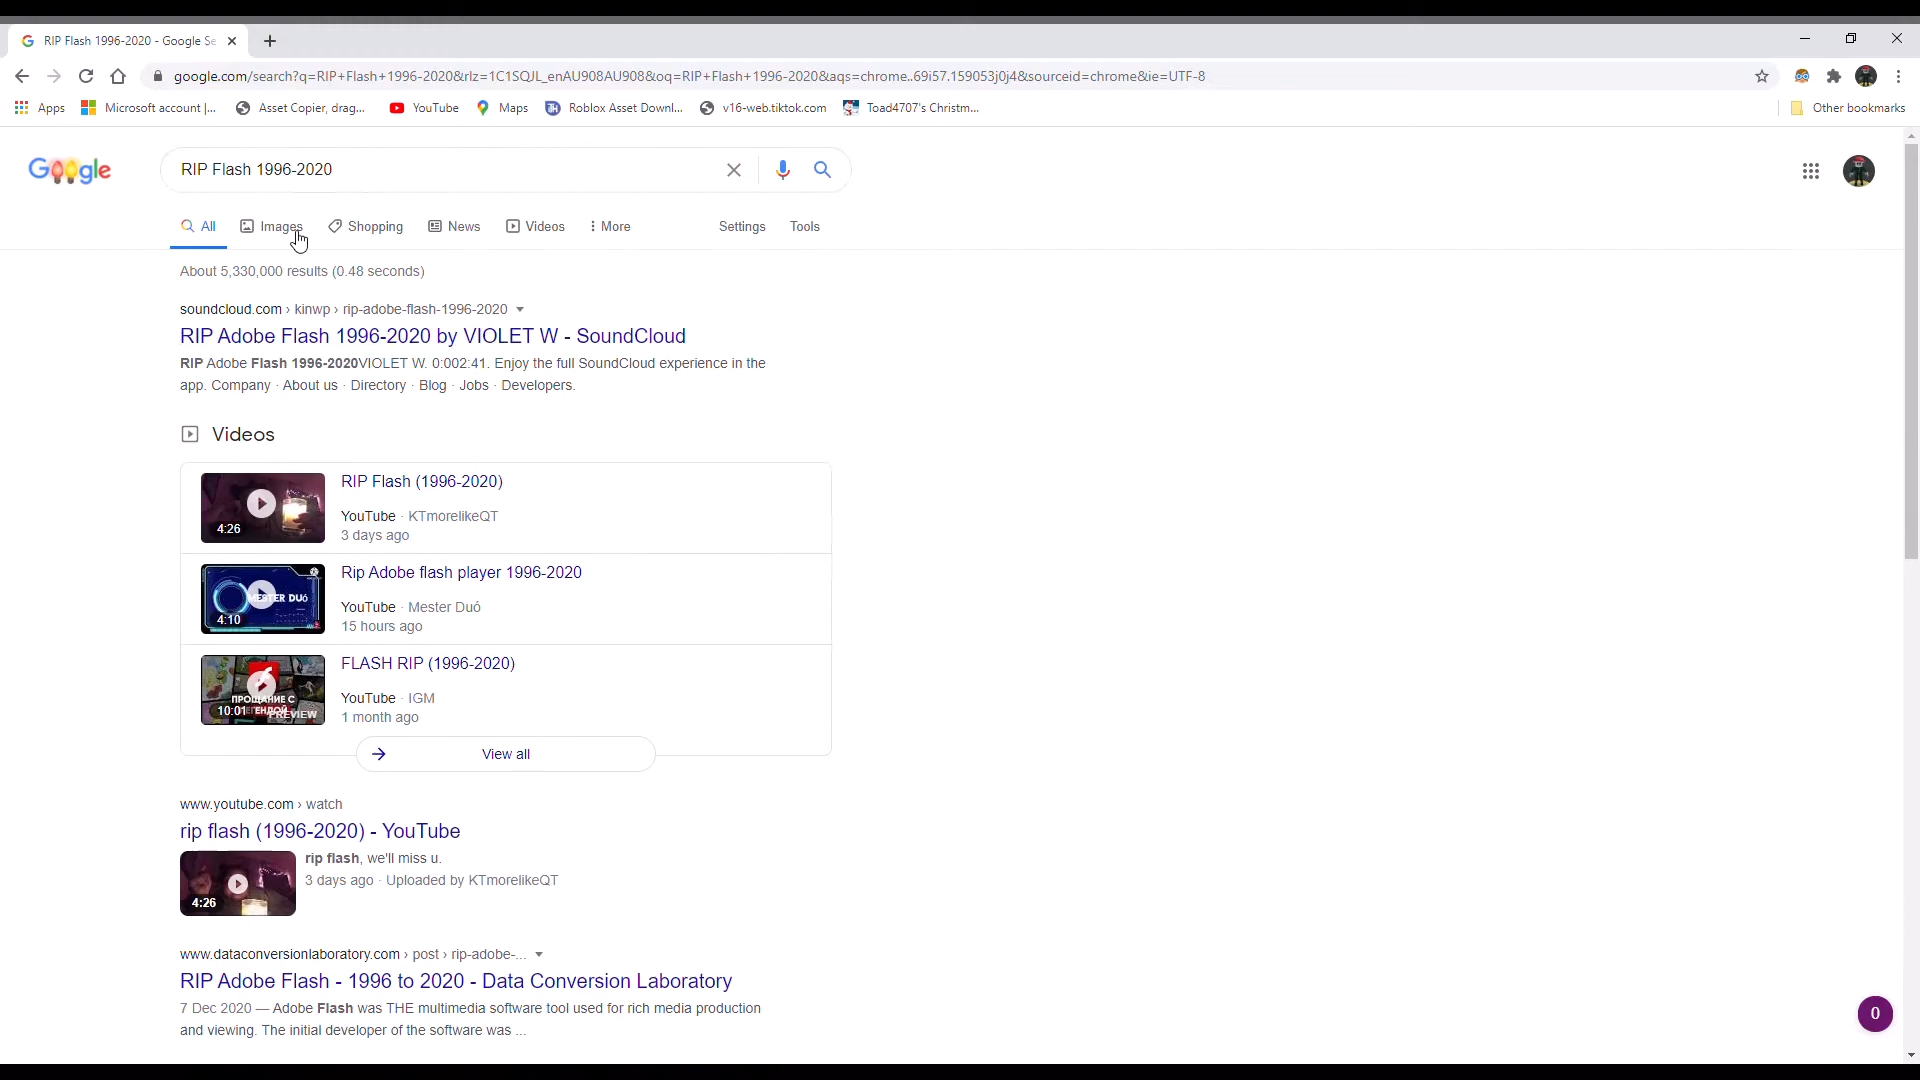 RIP Flash 1996-2020 - Google Se
google.com/search?q=RIP+Flash+1996-2020&rlz=1C1SQJL_enAU908AU908&oq=RIP+Flash+1996-2020&aqs=chrome..69i57.159053j0j4&sourceid=chrome&ie=UTF-8
Apps Microsoft account |... Asset Copier, drag... YouTube Maps Roblox Asset Downl... v16-web.tiktok.com Toad4707's Christm... Other bookmarks
Google RIP Flash 1996-2020
All Images Shopping News Videos More Settings Tools
About 5,330,000 results (0.48 seconds)
soundcloud.com › kinwp › rip-adobe-flash-1996-2020
RIP Adobe Flash 1996-2020 by VIOLET W - SoundCloud
RIP Adobe Flash 1996-2020VIOLET W. 0:002:41. Enjoy the full SoundCloud experience in the
app. Company · About us · Directory · Blog · Jobs · Developers.
Videos
RIP Flash (1996-2020)
YouTube · KTmorelikeQT
4:26
3 days ago
Rip Adobe flash player 1996-2020
MESTER DUÓ
YouTube · Mester Duó
4:10
15 hours ago
FLASH RIP (1996-2020)
YouTube · IGM
ПРОЩАНИЕ С
10:01 PREVIEW
1 month ago
View all
www.youtube.com › watch
rip flash (1996-2020) - YouTube
rip flash, we'll miss u.
3 days ago · Uploaded by KTmorelikeQT
4:26
www.dataconversionlaboratory.com › post › rip-adobe-...
RIP Adobe Flash - 1996 to 2020 - Data Conversion Laboratory
7 Dec 2020 — Adobe Flash was THE multimedia software tool used for rich media production
and viewing. The initial developer of the software was ...
0